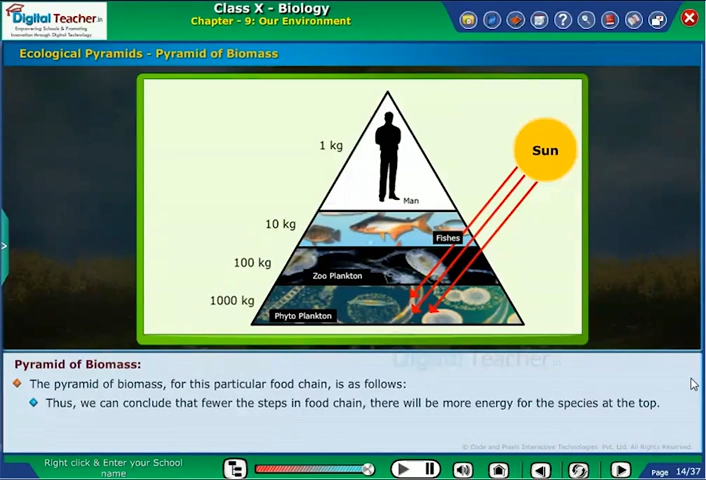 Digital Teacher.in
Empowering Schools & Promoting
Innovation through Digital Technology
Class X - Biology
Chapter - 9: Our Environment
Ecological Pyramids - Pyramid of Biomass
Sun
1 kg
Man
10 kg
Fishes
100 kg
Zoo Plankton
1000 kg
Phyto Plankton
Digital Teacher.in
Pyramid of Biomass:
The pyramid of biomass, for this particular food chain, is as follows:
Thus, we can conclude that fewer the steps in food chain, there will be more energy for the species at the top.
© Code and Pixels Interactive Technologies Pvt. Ltd. All Rights Reserved.
Right click & Enter your School
name
Page 14/37